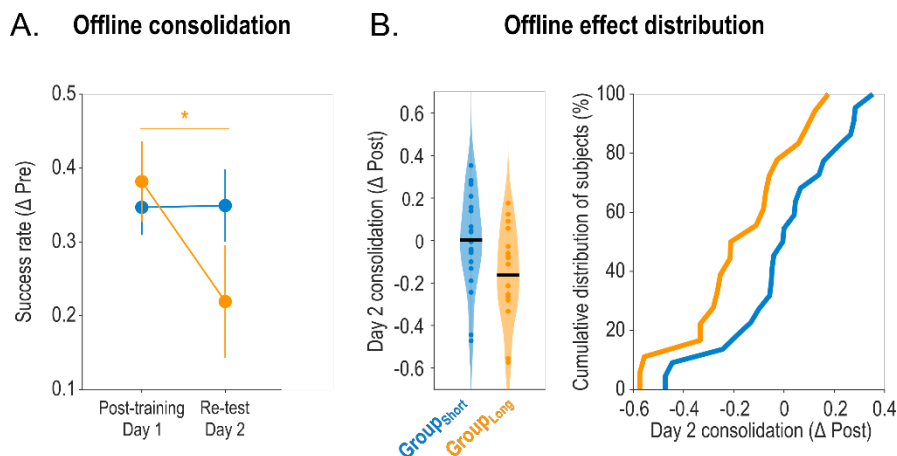 A. Offline consolidation
B. Offline effect distribution
Success rate (Δ Pre)
0.5
0.4
0.3
0.2
0.1
*
Post-training
Day 1
Re-test
Day 2
Day 2 consolidation (Δ Post)
0.6
0.4
0.2
0
-0.2
-0.4
-0.6
GroupShort
GroupLong
Cumulative distribution of subjects (%)
100
80
60
40
20
0
-0.6 -0.4 -0.2 0 0.2 0.4
Day 2 consolidation (Δ Post)